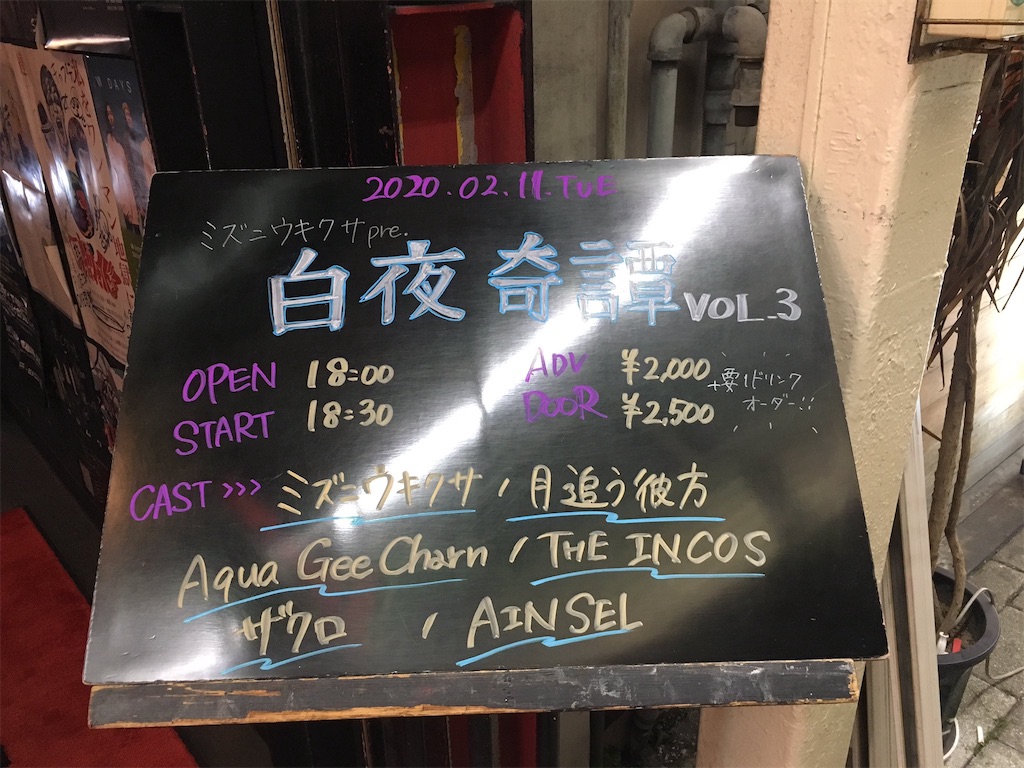 2020.02.11.TUE
ミズニウキクサpre.
白夜奇譚 VOL.3
OPEN 18:00 ADV ¥2,000
START 18:30 DOOR ¥2,500
+要1ドリンク
オーダー!!
CAST >>> ミズニウキクサ / 月追う彼方
Aqua Gee Charn / THE INCOS
ザクロ / AINSEL
DAYS